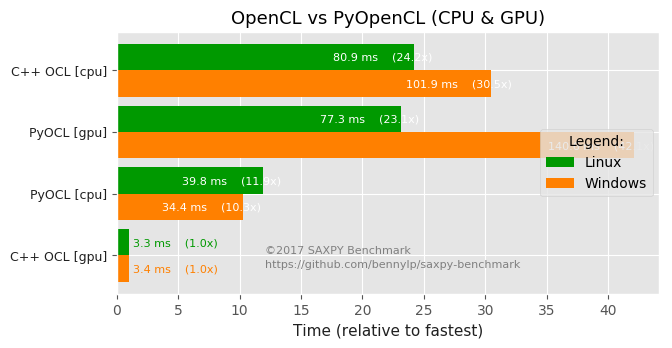 OpenCL vs PyOpenCL (CPU & GPU)
C++ OCL [cpu]
80.9 ms (24.2x)
101.9 ms (30.5x)
PyOCL [gpu]
77.3 ms (23.1x)
Legend:
Linux
Windows
PyOCL [cpu]
39.8 ms (11.9x)
34.4 ms (10.3x)
C++ OCL [gpu]
3.3 ms (1.0x)
3.4 ms (1.0x)
©2017 SAXPY Benchmark
https://github.com/bennylp/saxpy-benchmark
0 5 10 15 20 25 30 35 40
Time (relative to fastest)